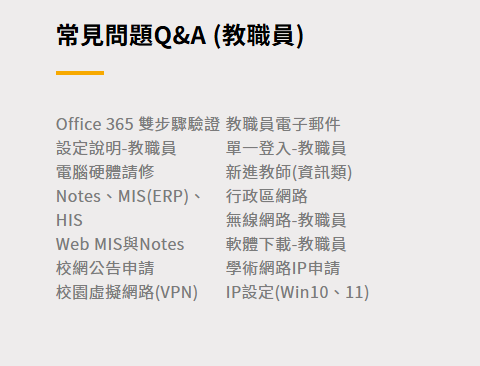 常見問題Q&A (教職員)
Office 365 雙步驟驗證
設定說明-教職員
電腦硬體請修
Notes、MIS(ERP)、
HIS
Web MIS與Notes
校網公告申請
校園虛擬網路(VPN)
教職員電子郵件
單一登入-教職員
新進教師(資訊類)
行政區網路
無線網路-教職員
軟體下載-教職員
學術網路IP申請
IP設定(Win10、11)